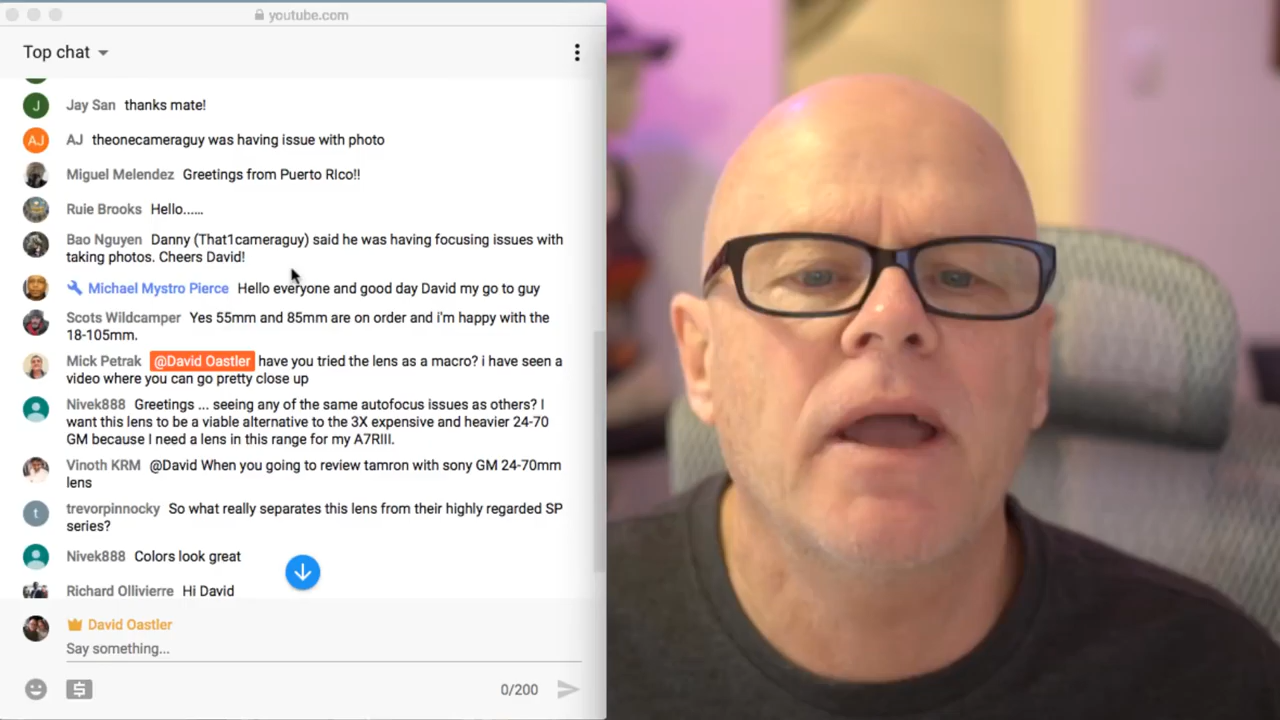 youtube.com
Top chat
J Jay San thanks mate!
AJ AJ theonecameraguy was having issue with photo
Miguel Melendez Greetings from Puerto RIco!!
Ruie Brooks Hello......
Bao Nguyen Danny (That1cameraguy) said he was having focusing issues with
taking photos. Cheers David!
Michael Mystro Pierce Hello everyone and good day David my go to guy
Scots Wildcamper Yes 55mm and 85mm are on order and i'm happy with the
18-105mm.
Mick Petrak @David Oastler have you tried the lens as a macro? i have seen a
video where you can go pretty close up
Nivek888 Greetings ... seeing any of the same autofocus issues as others? I
want this lens to be a viable alternative to the 3X expensive and heavier 24-70
GM because I need a lens in this range for my A7RIII.
Vinoth KRM @David When you going to review tamron with sony GM 24-70mm
lens
t trevorpinnocky So what really separates this lens from their highly regarded SP
series?
Nivek888 Colors look great
Richard Ollivierre Hi David
David Oastler
Say something...
$ 0/200